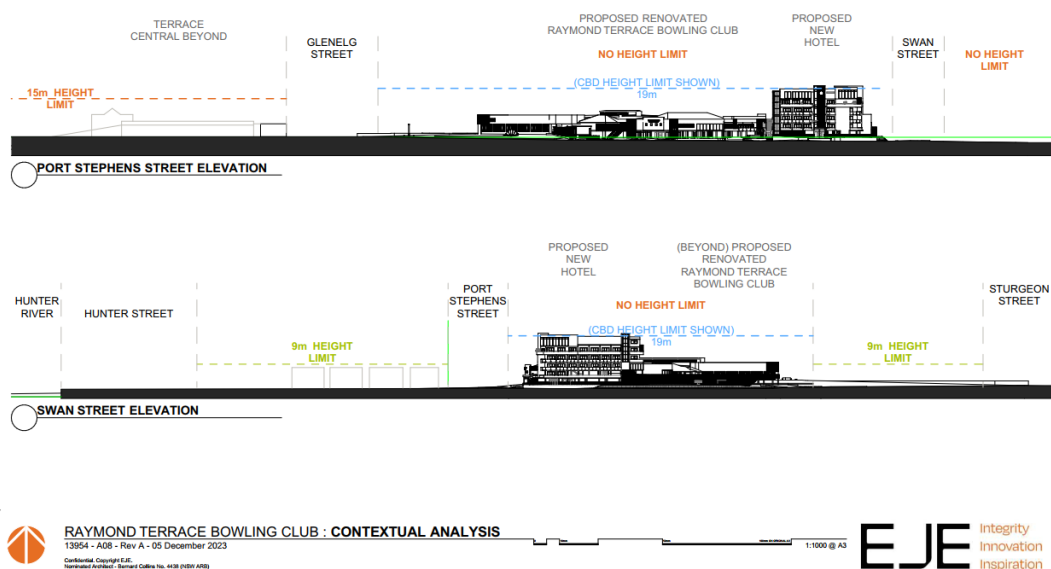 TERRACE
CENTRAL BEYOND
GLENELG
STREET
PROPOSED RENOVATED
RAYMOND TERRACE BOWLING CLUB
PROPOSED
NEW
HOTEL
SWAN
STREET
NO HEIGHT LIMIT
NO HEIGHT
LIMIT
15m HEIGHT
LIMIT
(CBD HEIGHT LIMIT SHOWN)
19m
PORT STEPHENS STREET ELEVATION
PROPOSED
NEW
HOTEL
(BEYOND) PROPOSED
RENOVATED
RAYMOND TERRACE
BOWLING CLUB
HUNTER
RIVER
HUNTER STREET
PORT
STEPHENS
STREET
STURGEON
STREET
NO HEIGHT LIMIT
(CBD HEIGHT LIMIT SHOWN)
19m
9m HEIGHT
LIMIT
9m HEIGHT
LIMIT
SWAN STREET ELEVATION
RAYMOND TERRACE BOWLING CLUB : CONTEXTUAL ANALYSIS
13954 - A08 - Rev A - 05 December 2023
Confidential. Copyright EJE.
Nominated Architect - Bernard Collins No. 4438 (NSW ARB)
1:1000 @ A3
EJE
Integrity
Innovation
Inspiration